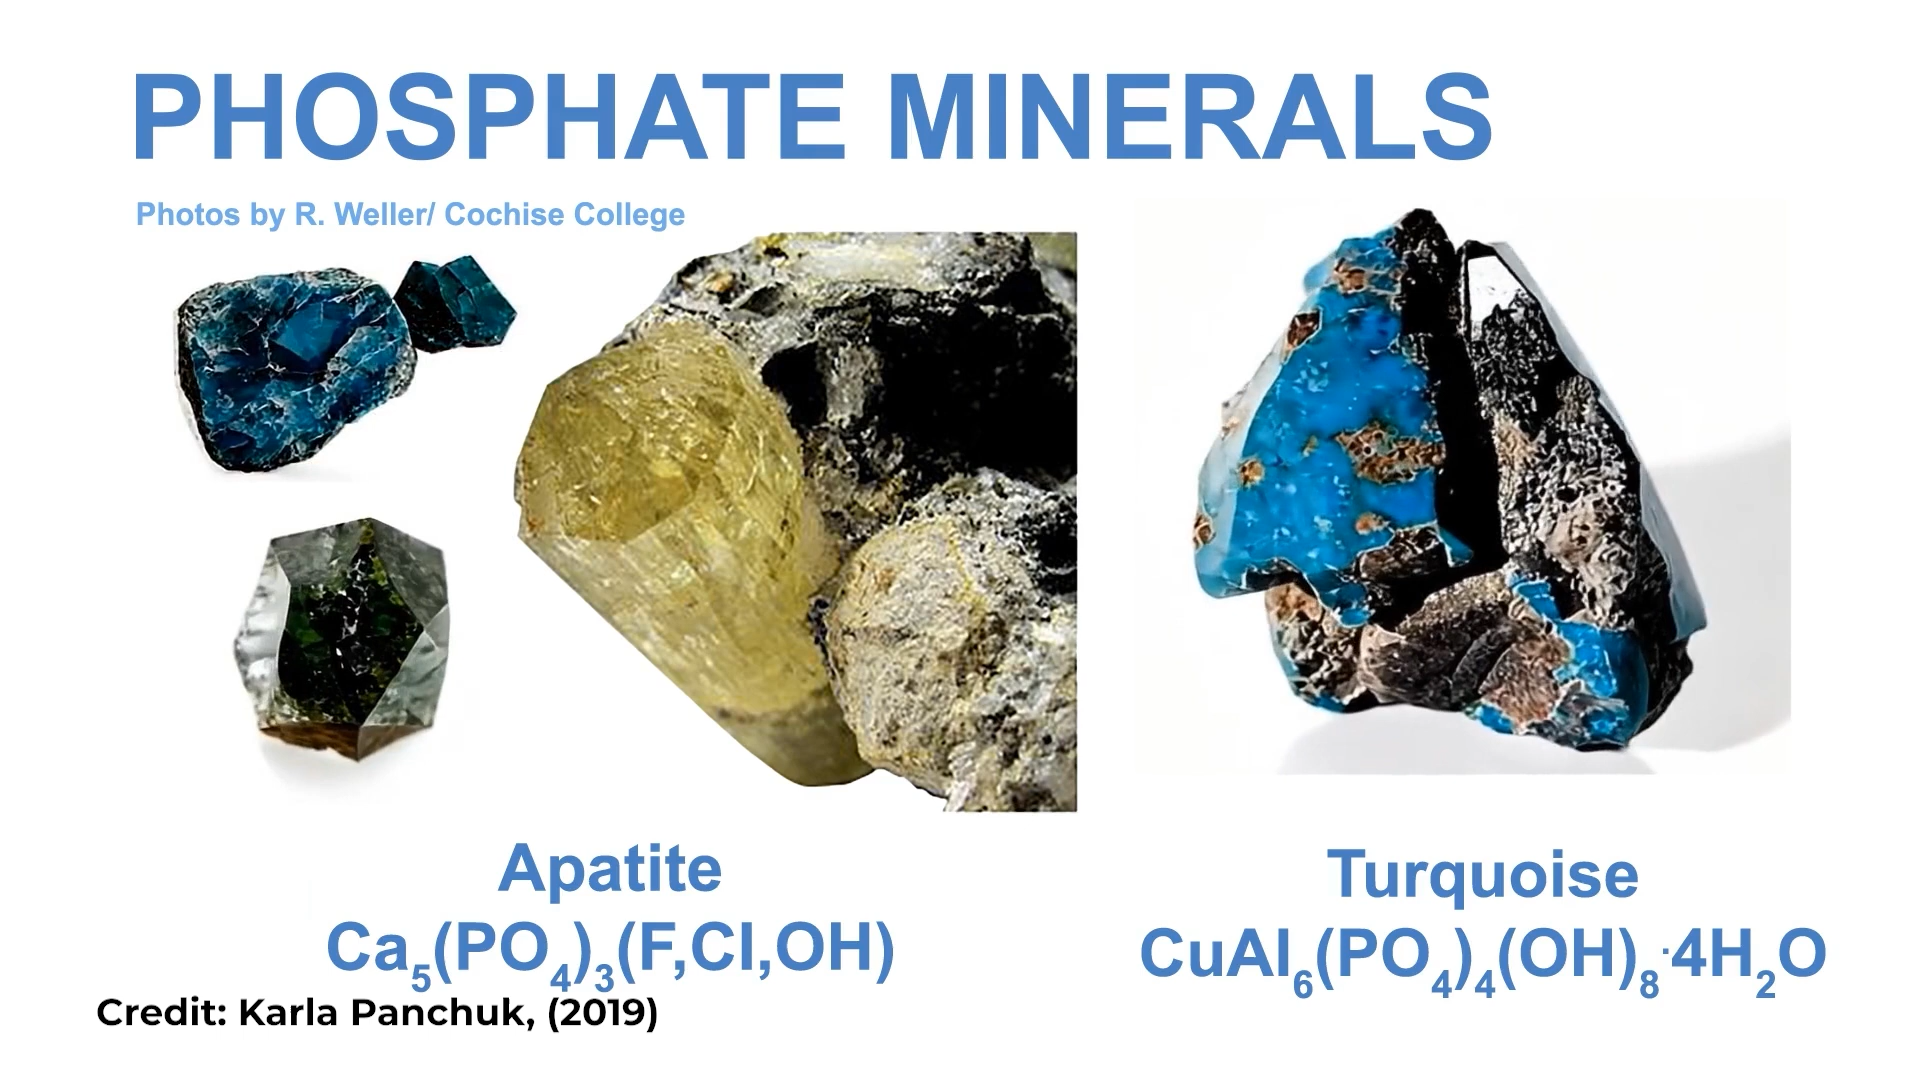 PHOSPHATE MINERALS
Photos by R. Weller/ Cochise College
Apatite
Ca₅(PO₄)₃(F,Cl,OH)
Turquoise
CuAl₆(PO₄)₄(OH)₈·4H₂O
Credit: Karla Panchuk, (2019)